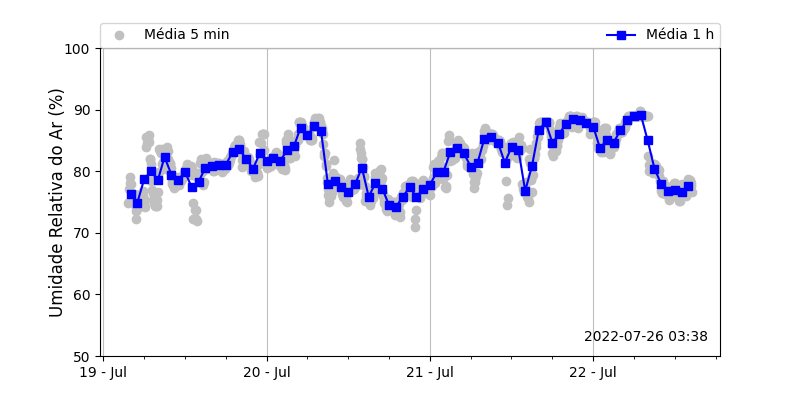 Média 5 min
Média 1 h
100
90
80
70
60
50
Umidade Relativa do Ar (%)
2022-07-26 03:38
19 - Jul
20 - Jul
21 - Jul
22 - Jul